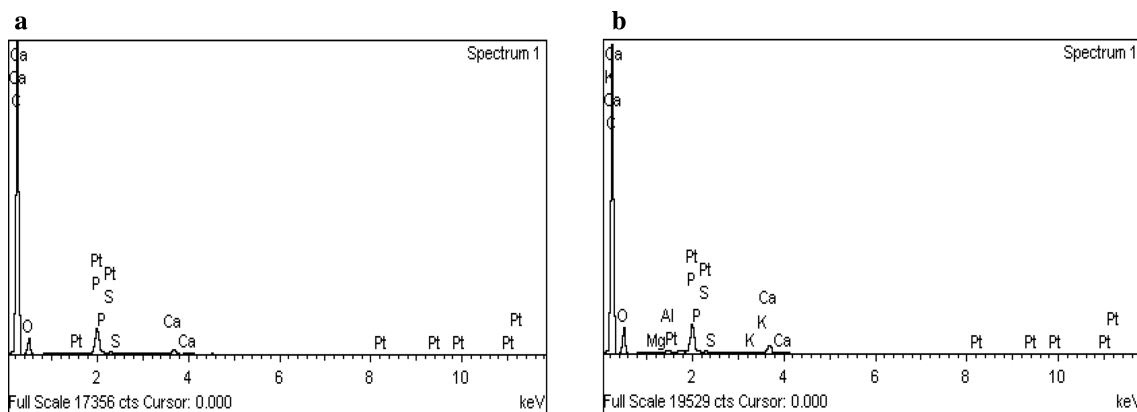 a
Spectrum 1
Ca
Ca
C
Pt
Pt
P
S
O
P
Ca
Pt
S
Ca
Pt
Pt
Pt
Pt
Pt
2
4
6
8
10
Full Scale 17356 cts Cursor: 0.000
keV
b
Spectrum 1
Ca
K
Ca
C
Pt
Pt
P
S
Ca
O
Al
P
K
Mg
Pt
S
K
Ca
Pt
Pt
Pt
Pt
Pt
2
4
6
8
10
Full Scale 19529 cts Cursor: 0.000
keV